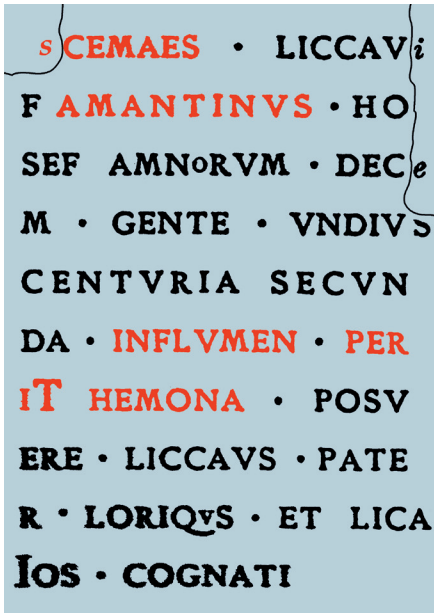 sCEMAES · LICCAVi
F AMANTINVS · HO
SEF AMNoRVM · DECe
M · GENTE · VNDIVS
CENTVRIA SECVN
DA · INFLVMEN · PER
IT HEMONA · POSV
ERE · LICCAVS · PATE
R · LORIQvS · ET LICA
IOS · COGNATI